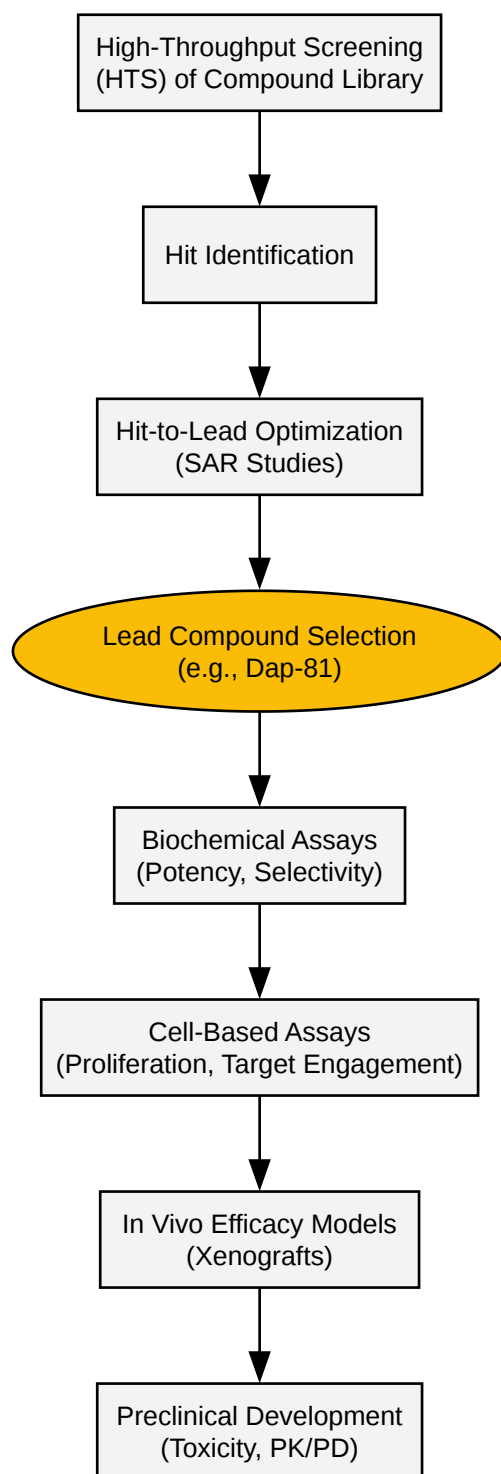 High-Throughput Screening
(HTS) of Compound Library
Hit Identification
Hit-to-Lead Optimization
(SAR Studies)
Lead Compound Selection
(e.g., Dap-81)
Biochemical Assays
(Potency, Selectivity)
Cell-Based Assays
(Proliferation, Target Engagement)
In Vivo Efficacy Models
(Xenografts)
Preclinical Development
(Toxicity, PK/PD)